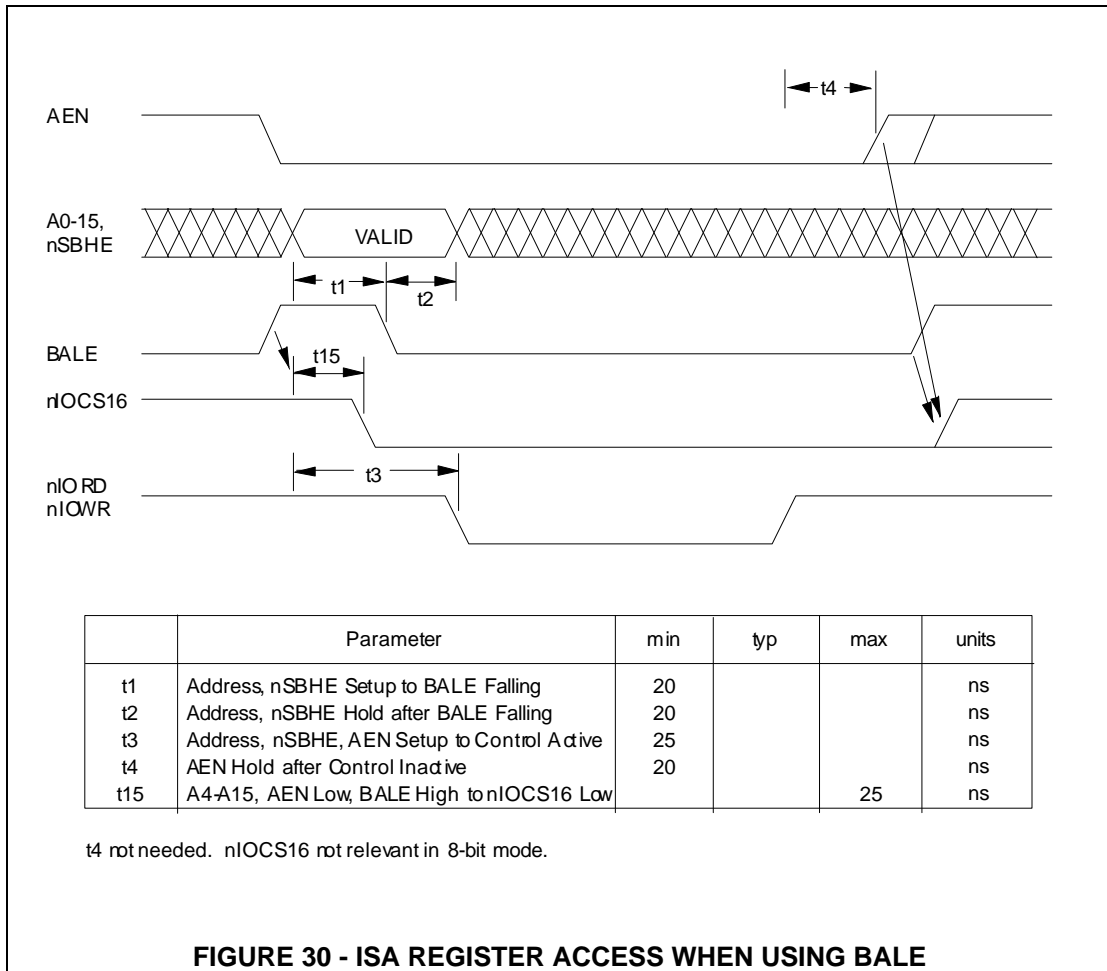 t4
AEN
A0-15,
nSBHE
VALID
t1
t2
BALE
t15
nIOCS16
t3
nIORD
nIOWR
Parameter min typ max units
t1 Address, nSBHE Setup to BALE Falling 20 ns
t2 Address, nSBHE Hold after BALE Falling 20 ns
t3 Address, nSBHE, AEN Setup to Control Active 25 ns
t4 AEN Hold after Control Inactive 20 ns
t15 A4-A15, AEN Low, BALE High to nIOCS16 Low 25 ns
t4 not needed. nIOCS16 not relevant in 8-bit mode.
FIGURE 30 - ISA REGISTER ACCESS WHEN USING BALE